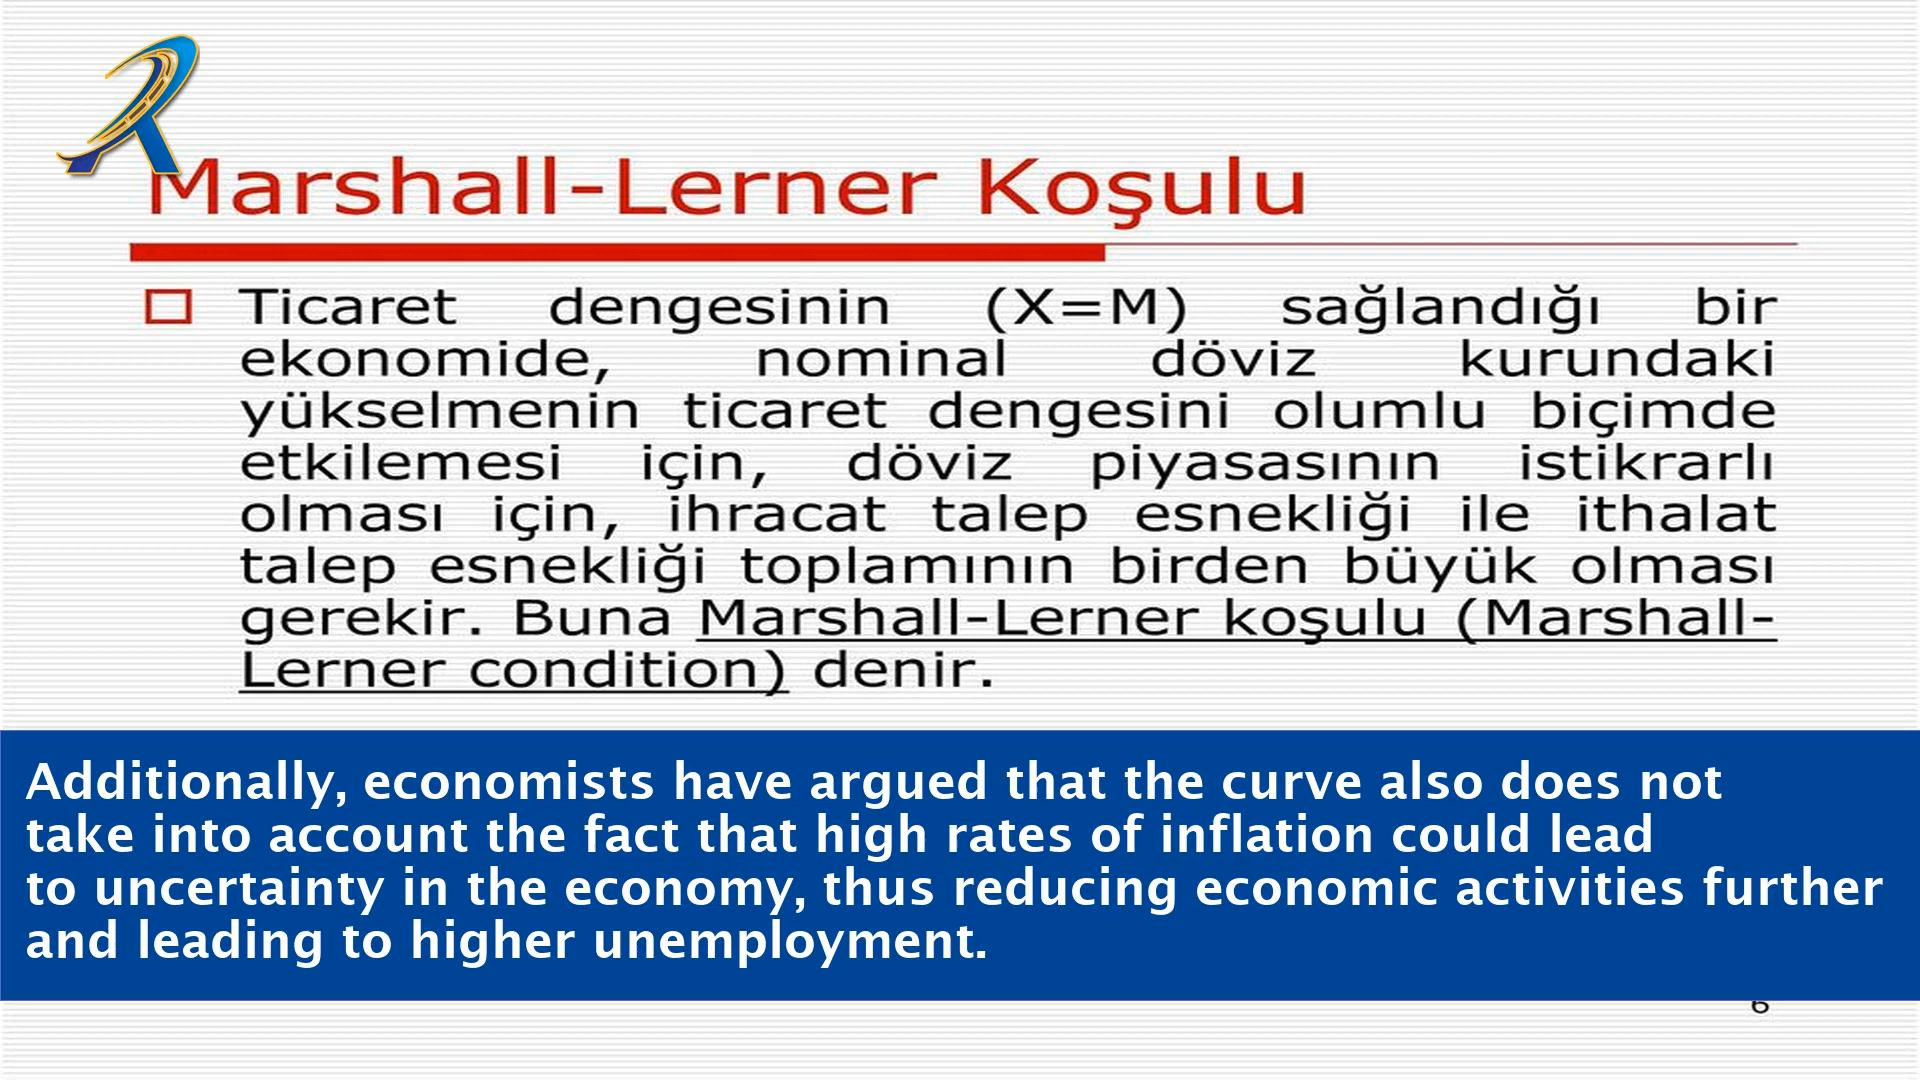 Marshall-Lerner Koşulu
Ticaret dengesinin (X=M) sağlandığı bir
ekonomide, nominal döviz kurundaki
yükselmenin ticaret dengesini olumlu biçimde
etkilemesi için, döviz piyasasının istikrarlı
olması için, ihracat talep esnekliği ile ithalat
talep esnekliği toplamının birden büyük olması
gerekir. Buna Marshall-Lerner koşulu (Marshall-
Lerner condition) denir.
Additionally, economists have argued that the curve also does not
take into account the fact that high rates of inflation could lead
to uncertainty in the economy, thus reducing economic activities further
and leading to higher unemployment.
6